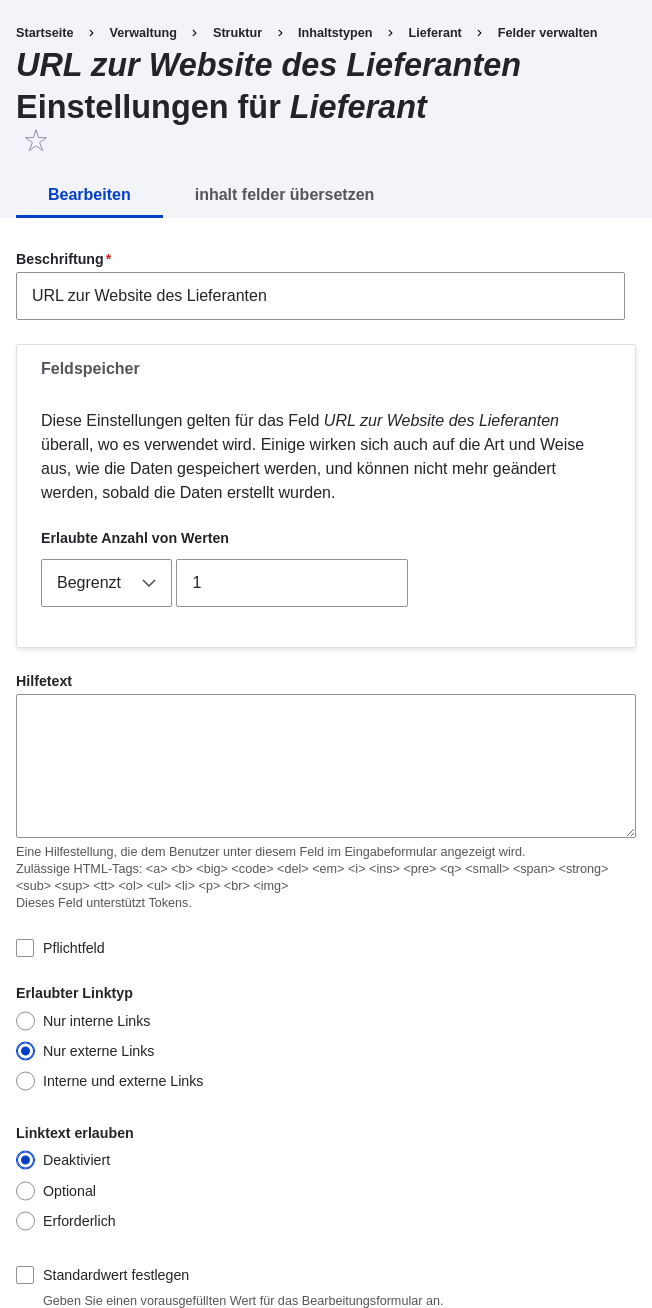 Startseite > Verwaltung > Struktur > Inhaltstypen > Lieferant > Felder verwalten
URL zur Website des Lieferanten
Einstellungen für Lieferant
Bearbeiten inhalt felder übersetzen
Beschriftung*
URL zur Website des Lieferanten
Feldspeicher
Diese Einstellungen gelten für das Feld URL zur Website des Lieferanten
überall, wo es verwendet wird. Einige wirken sich auch auf die Art und Weise
aus, wie die Daten gespeichert werden, und können nicht mehr geändert
werden, sobald die Daten erstellt wurden.
Erlaubte Anzahl von Werten
Begrenzt 1
Hilfetext
Eine Hilfestellung, die dem Benutzer unter diesem Feld im Eingabeformular angezeigt wird.
Zulässige HTML-Tags: <a> <b> <big> <code> <del> <em> <i> <ins> <pre> <q> <small> <span> <strong>
<sub> <sup> <tt> <ol> <ul> <li> <p> <br> <img>
Dieses Feld unterstützt Tokens.
Pflichtfeld
Erlaubter Linktyp
Nur interne Links
Nur externe Links
Interne und externe Links
Linktext erlauben
Deaktiviert
Optional
Erforderlich
Standardwert festlegen
Geben Sie einen vorausgefüllten Wert für das Bearbeitungsformular an.